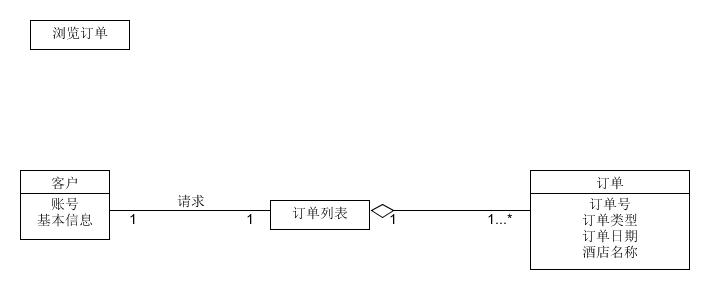 浏览订单
客户
账号
基本信息
请求
1
1
订单列表
1
1...*
订单
订单号
订单类型
订单日期
酒店名称